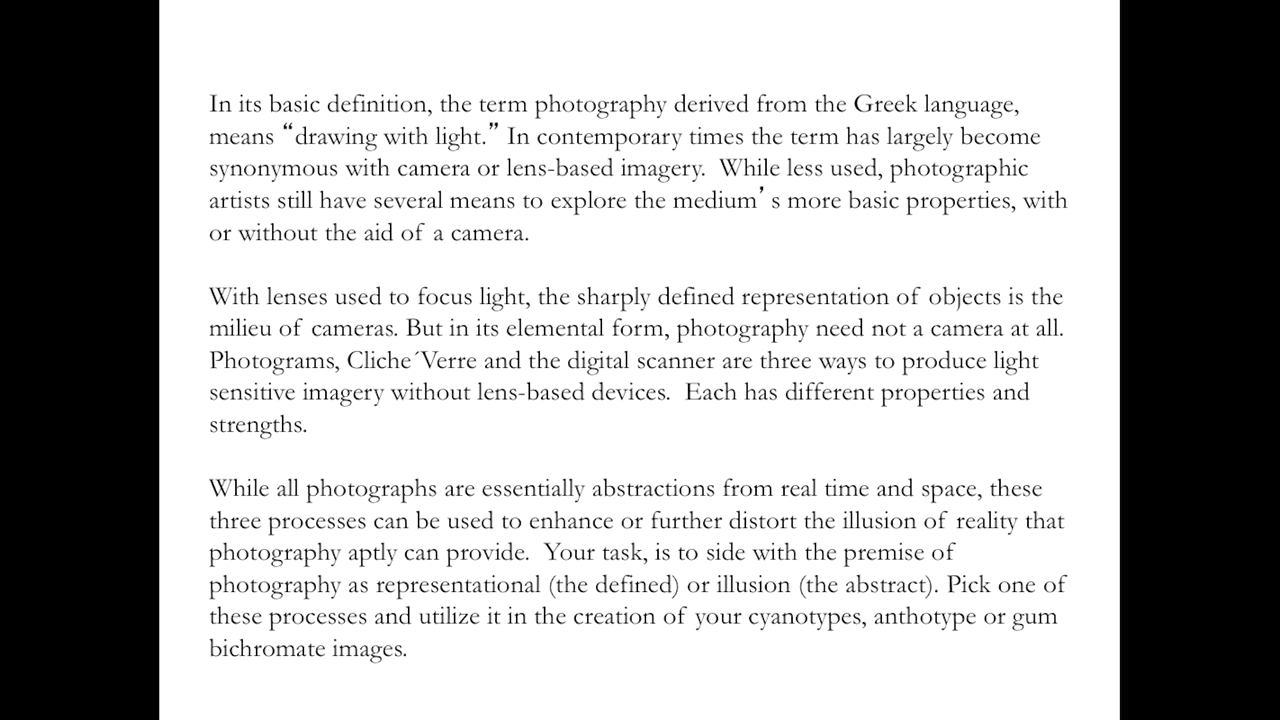 In its basic definition, the term photography derived from the Greek language,
means “drawing with light.” In contemporary times the term has largely become
synonymous with camera or lens-based imagery.  While less used, photographic
artists still have several means to explore the medium’s more basic properties, with
or without the aid of a camera.
With lenses used to focus light, the sharply defined representation of objects is the
milieu of cameras. But in its elemental form, photography need not a camera at all.
Photograms, Cliche´Verre and the digital scanner are three ways to produce light
sensitive imagery without lens-based devices.  Each has different properties and
strengths.
While all photographs are essentially abstractions from real time and space, these
three processes can be used to enhance or further distort the illusion of reality that
photography aptly can provide.  Your task, is to side with the premise of
photography as representational (the defined) or illusion (the abstract). Pick one of
these processes and utilize it in the creation of your cyanotypes, anthotype or gum
bichromate images.